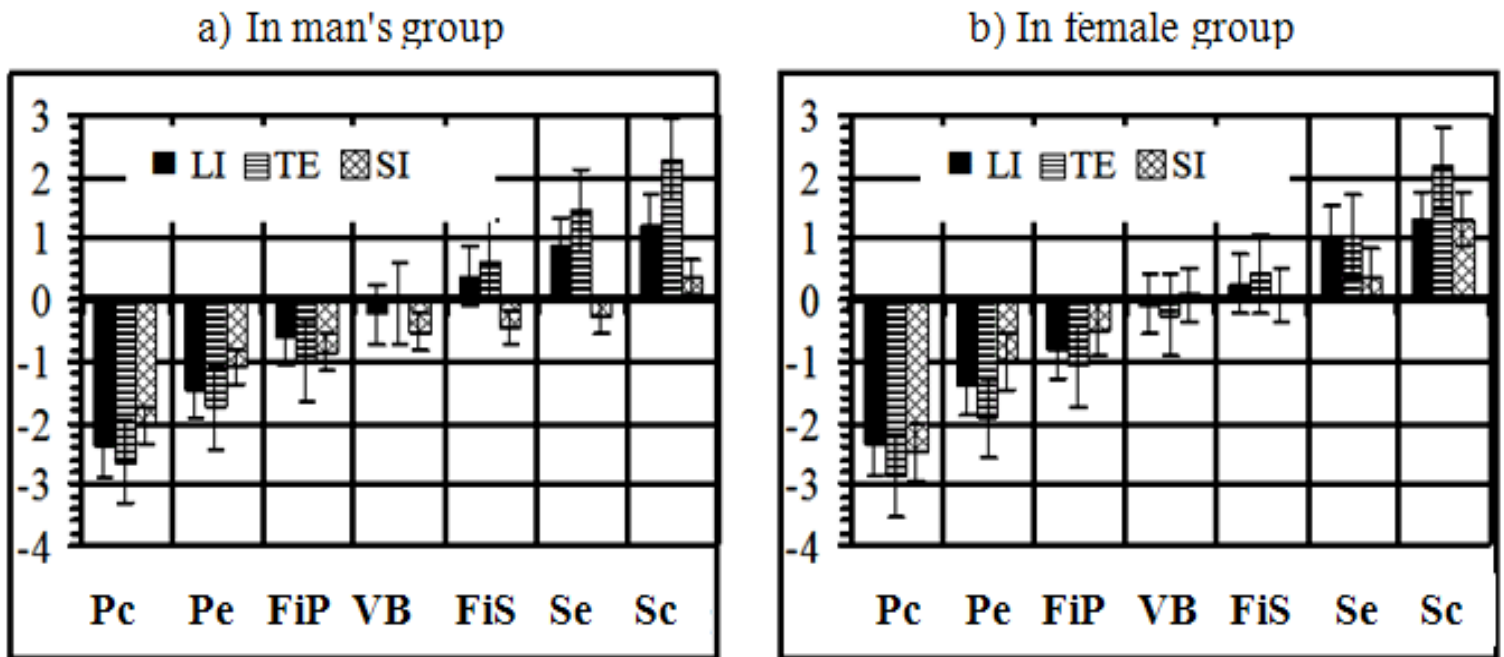 a) In man's group
3
2
1
0
-1
-2
-3
-4
LI TE SI
Pc Pe FiP VB FiS Se Sc
b) In female group
3
2
1
0
-1
-2
-3
-4
LI TE SI
Pc Pe FiP VB FiS Se Sc